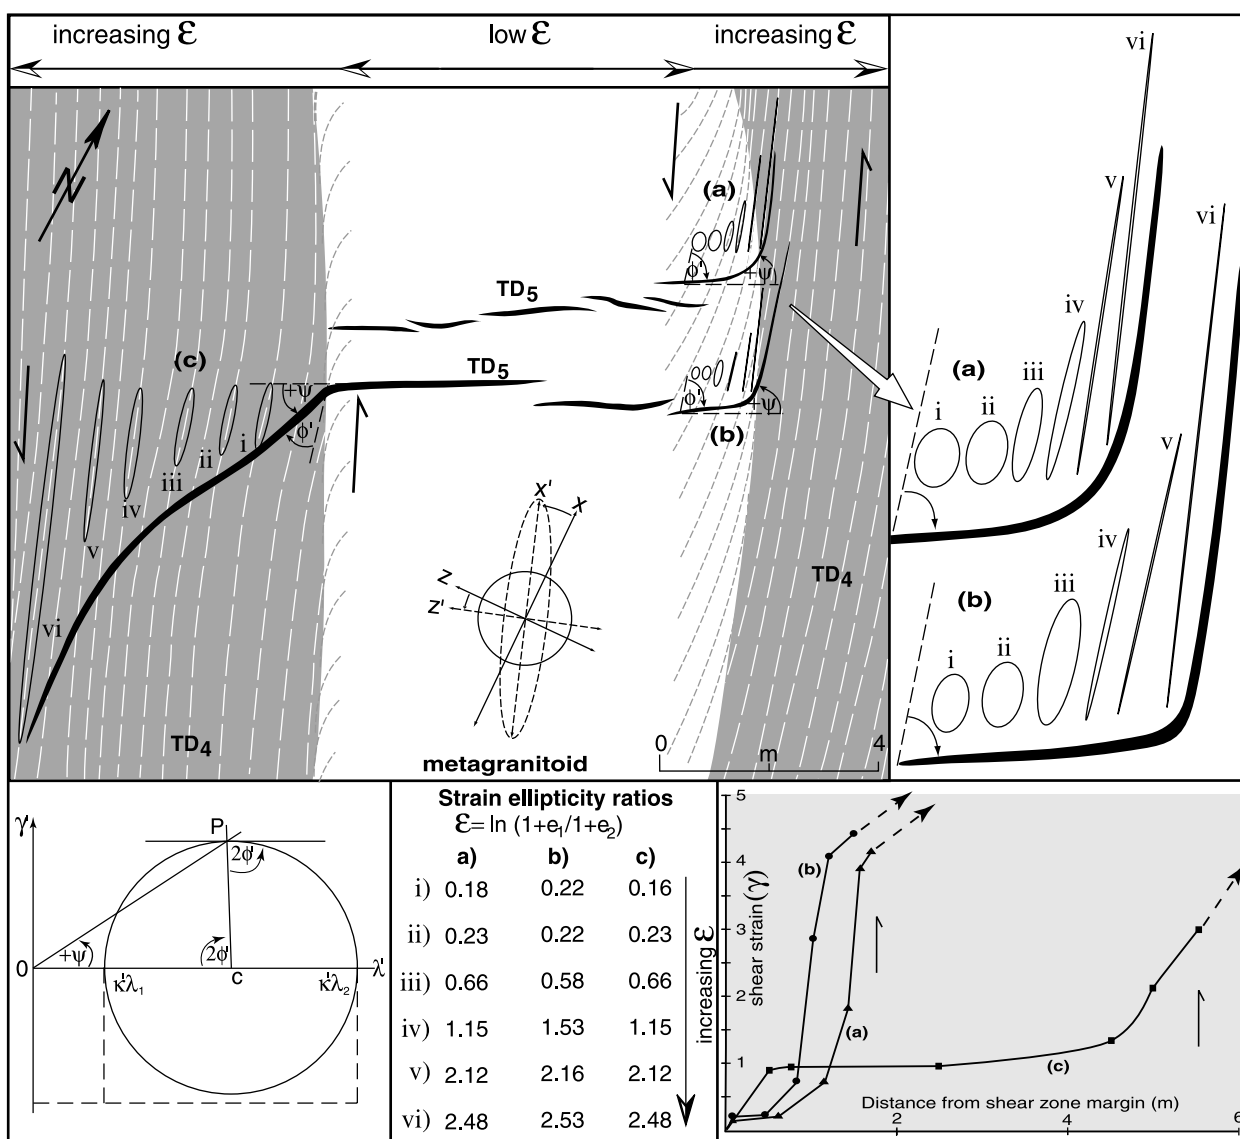 increasing Ɛ
low Ɛ
increasing Ɛ
N
(a)
ϕ'
+ψ
TD5
TD5
(c)
+ψ
ϕ'
i
ii
iii
iv
v
vi
ϕ'
+ψ
(b)
X'
X
Z
Z'
TD4
TD4
metagranitoid
0
m
4
vi
v
vi
iv
(a)
iii
ii
i
v
iv
(b)
iii
ii
i
γ'
P
2ϕ'
+ψ
2ϕ'
0
κ'λ1
c
κ'λ2
λ'
Strain ellipticity ratios
Ɛ= ln (1+e1/1+e2)
a) b) c)
i) 0.18 0.22 0.16
ii) 0.23 0.22 0.23
iii) 0.66 0.58 0.66
iv) 1.15 1.53 1.15
v) 2.12 2.16 2.12
vi) 2.48 2.53 2.48
increasing Ɛ
shear strain (γ)
5
4
3
2
1
0
(b)
(a)
(c)
Distance from shear zone margin (m)
2
4
6